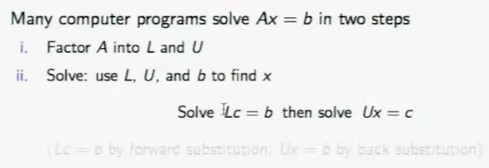 Many computer programs solve Ax = b in two steps
i. Factor A into L and U
ii. Solve: use L, U, and b to find x
Solve Lc = b then solve Ux = c
(Lc = b by forward substitution, Ux = b by back substitution)